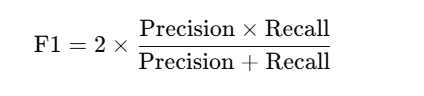 F1 = 2 × Precision × Recall / Precision + Recall